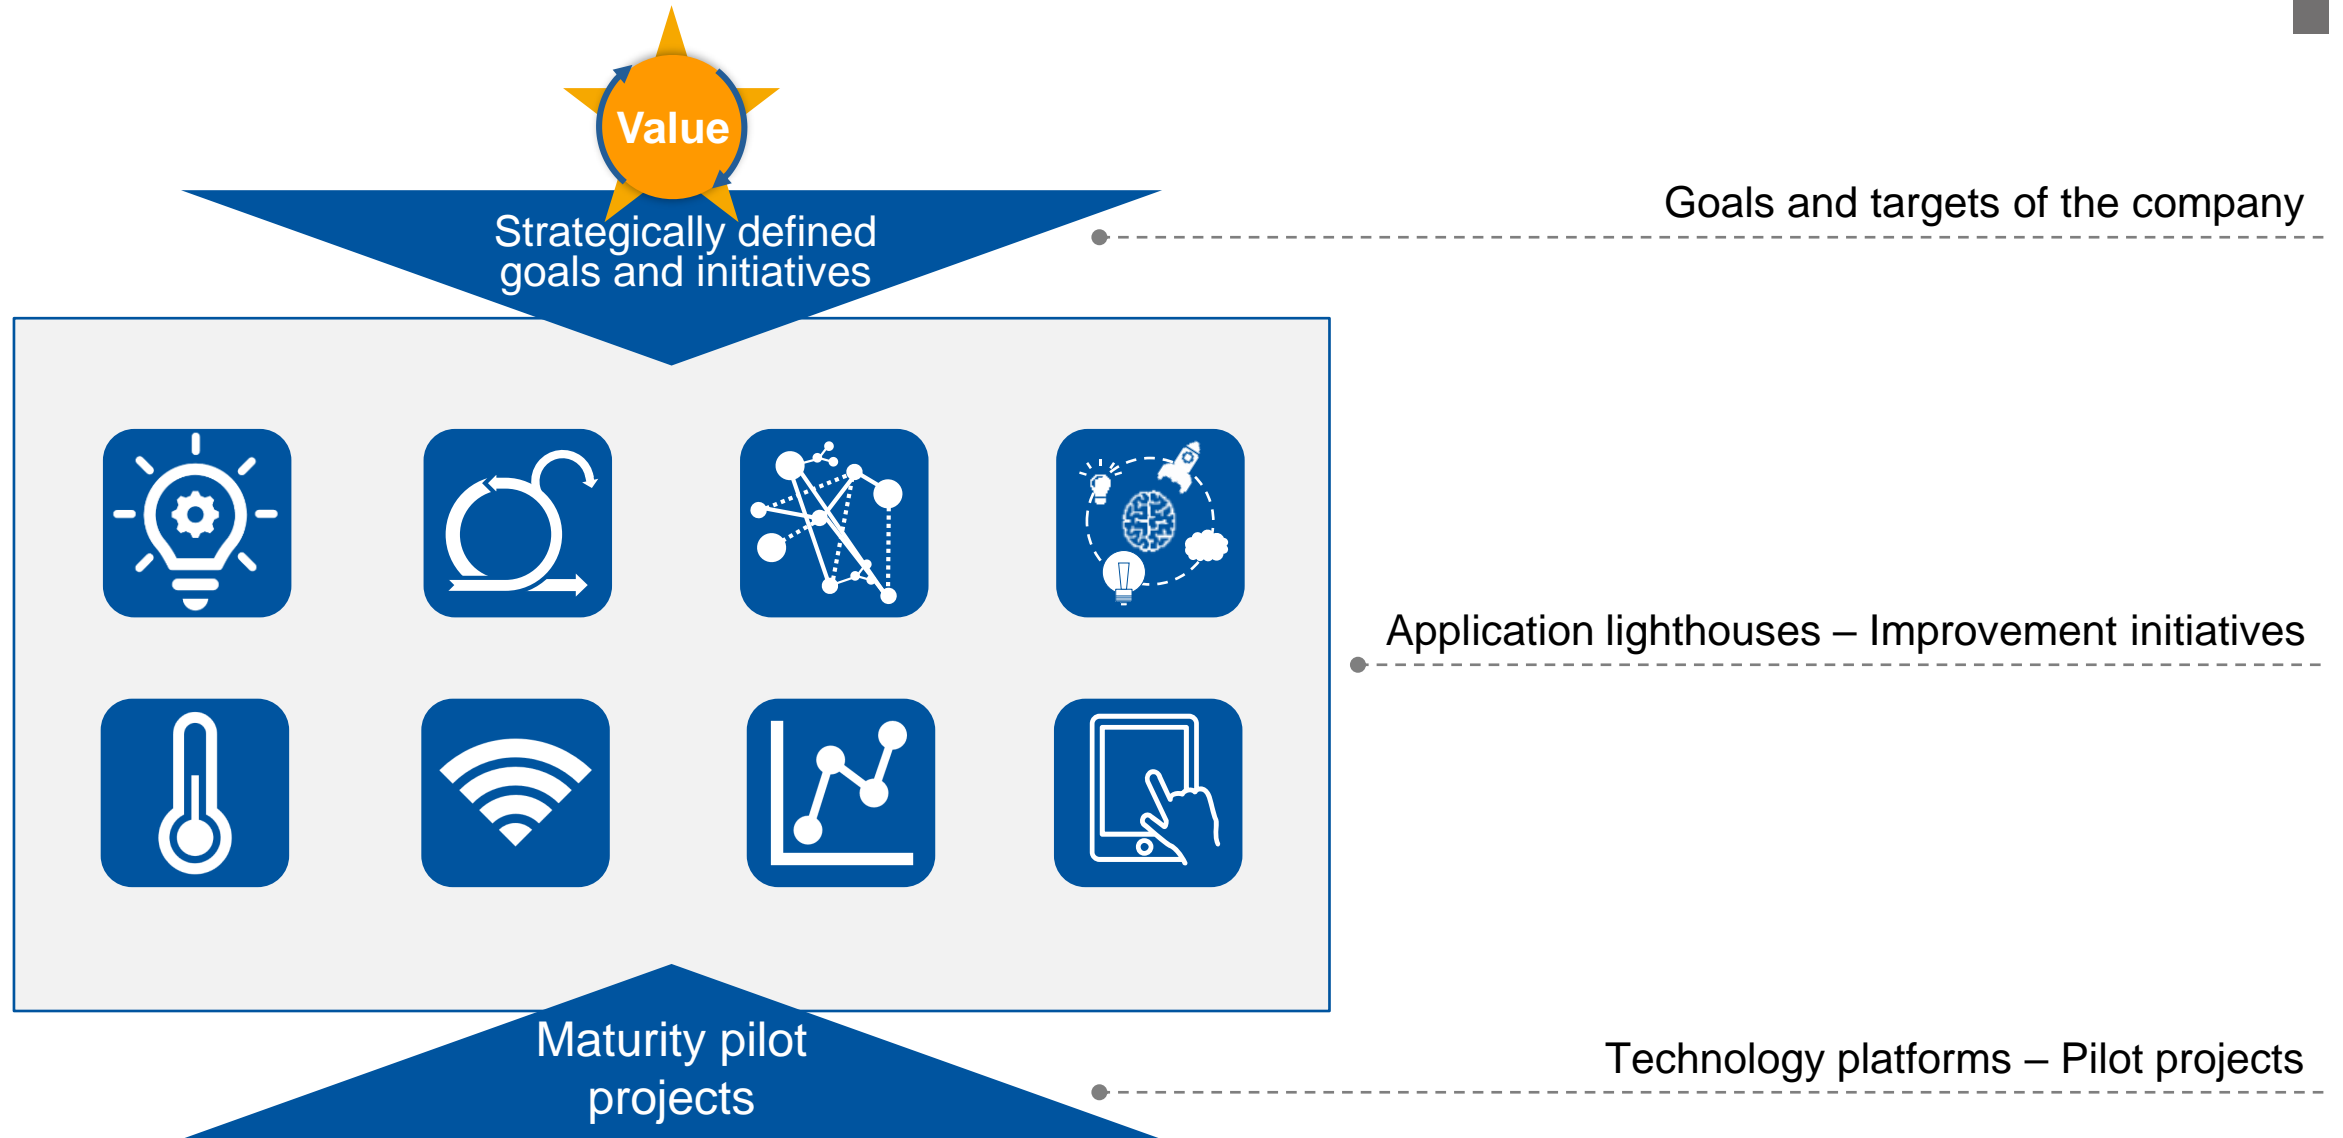 Value
Strategically defined
goals and initiatives
Goals and targets of the company
Application lighthouses – Improvement initiatives
Maturity pilot
projects
Technology platforms – Pilot projects